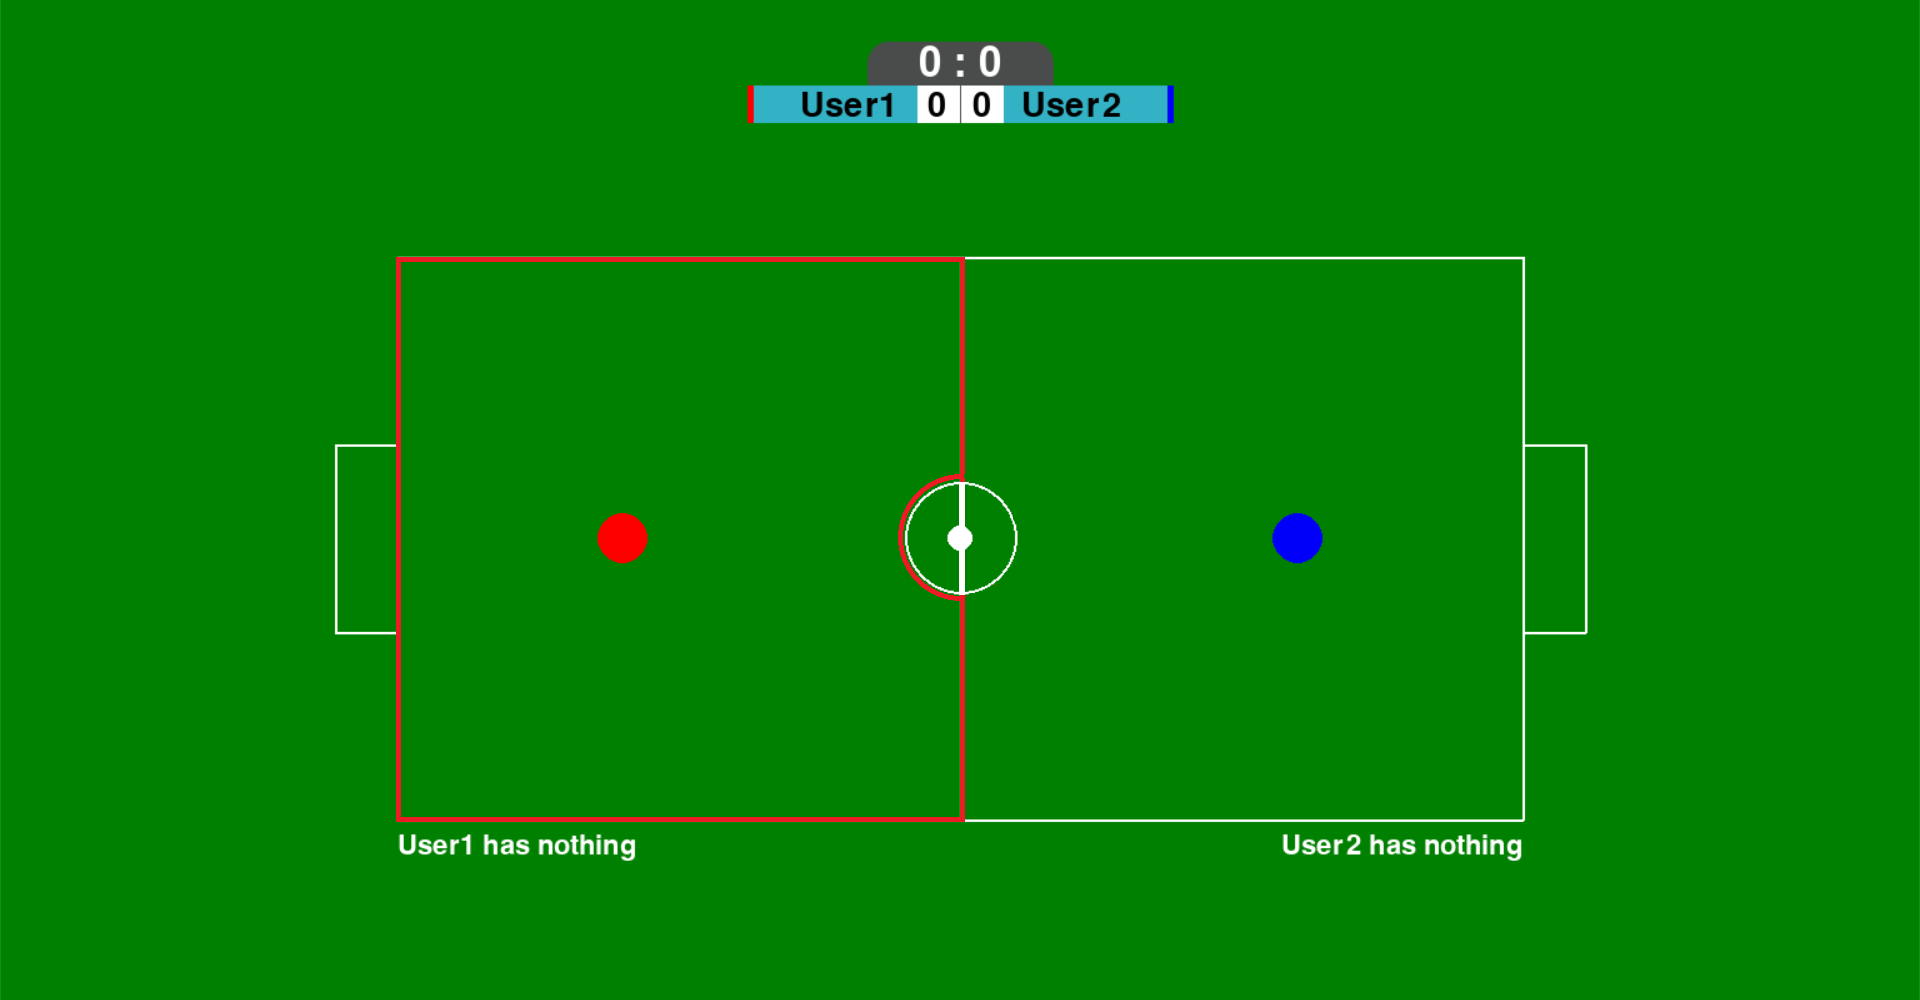 0 : 0
User1 0 0 User2
User1 has nothing
User2 has nothing